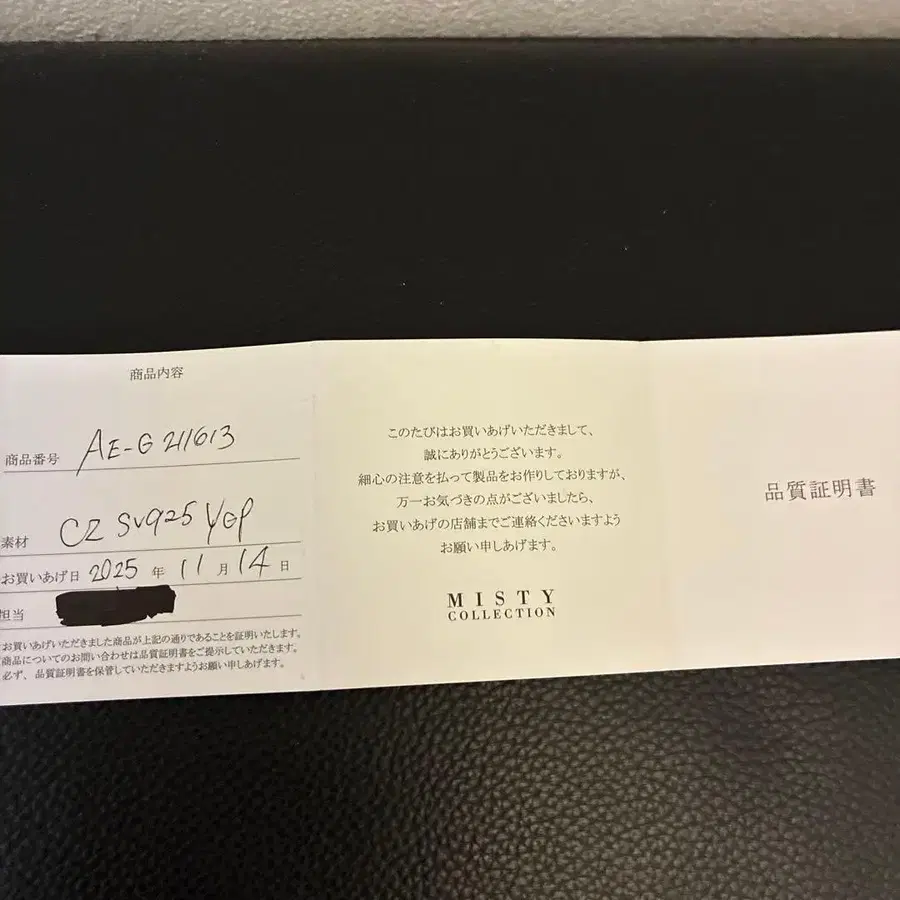 商品内容
商品番号 AE-G 211613
素材 CZ SV925 YGP
お買いあげ日 2025 年 11 月 14 日
担当
お買いあげいただきました商品が上記の通りであることを証明いたします。
商品についてのお問い合わせは品質証明書をご提示していただきます。
必ず、品質証明書を保管していただきますようお願い申しあげます。
このたびはお買いあげいただきまして、
誠にありがとうございます。
細心の注意を払って製品をお作りしておりますが、
万一お気づきの点がございましたら、
お買いあげの店舗までご連絡くださいますよう
お願い申しあげます。
MISTY
COLLECTION
品質証明書